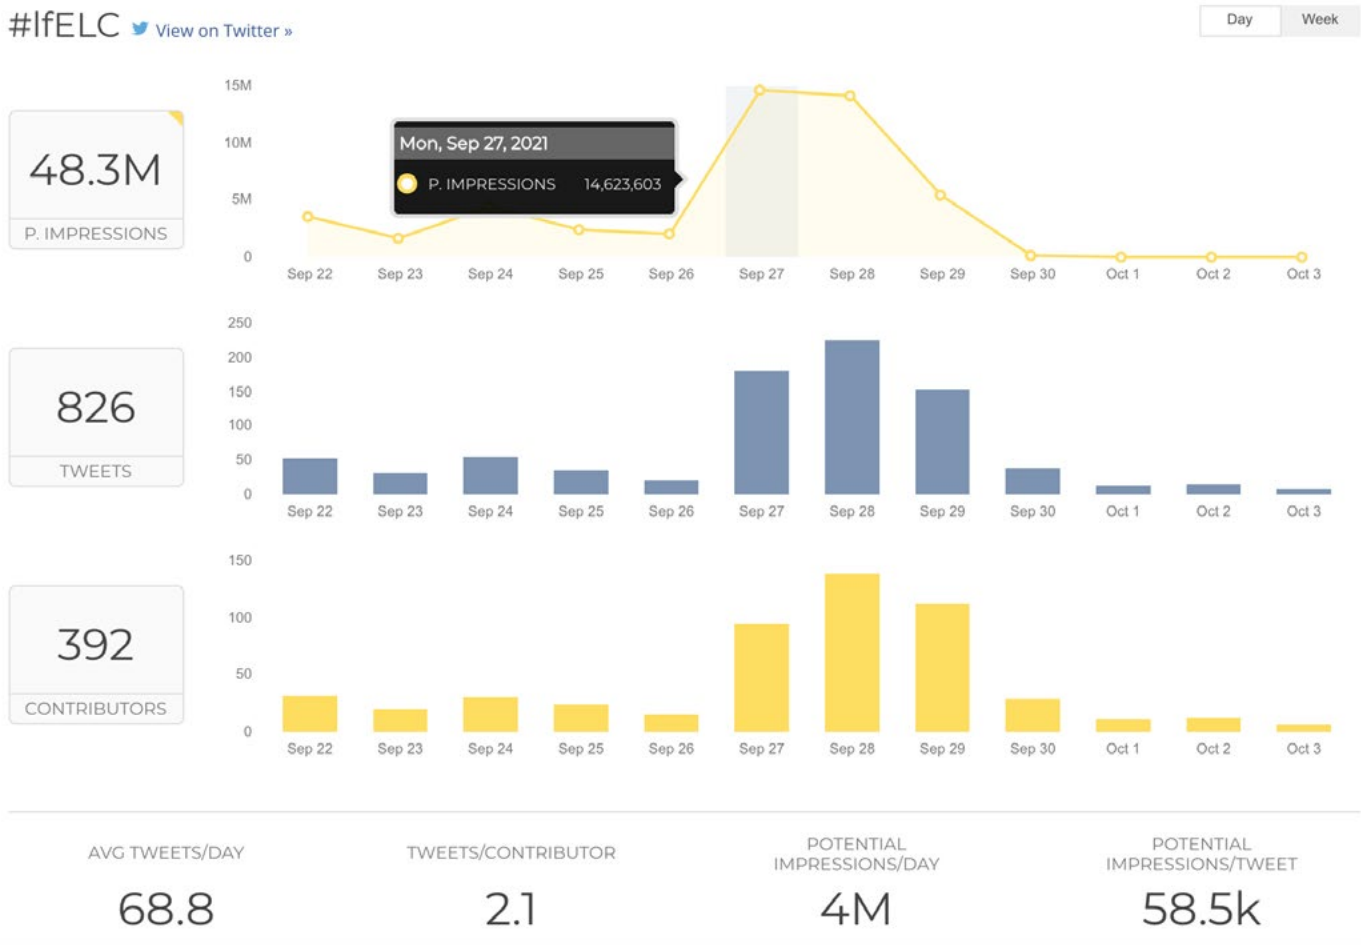 #lfELC View on Twitter »
Day Week
48.3M
P. IMPRESSIONS
15M
10M
5M
0
Mon, Sep 27, 2021
P. IMPRESSIONS 14,623,603
Sep 22 Sep 23 Sep 24 Sep 25 Sep 26 Sep 27 Sep 28 Sep 29 Sep 30 Oct 1 Oct 2 Oct 3
826
TWEETS
250
200
150
100
50
0
Sep 22 Sep 23 Sep 24 Sep 25 Sep 26 Sep 27 Sep 28 Sep 29 Sep 30 Oct 1 Oct 2 Oct 3
392
CONTRIBUTORS
150
100
50
0
Sep 22 Sep 23 Sep 24 Sep 25 Sep 26 Sep 27 Sep 28 Sep 29 Sep 30 Oct 1 Oct 2 Oct 3
AVG TWEETS/DAY
68.8
TWEETS/CONTRIBUTOR
2.1
POTENTIAL
IMPRESSIONS/DAY
4M
POTENTIAL
IMPRESSIONS/TWEET
58.5k